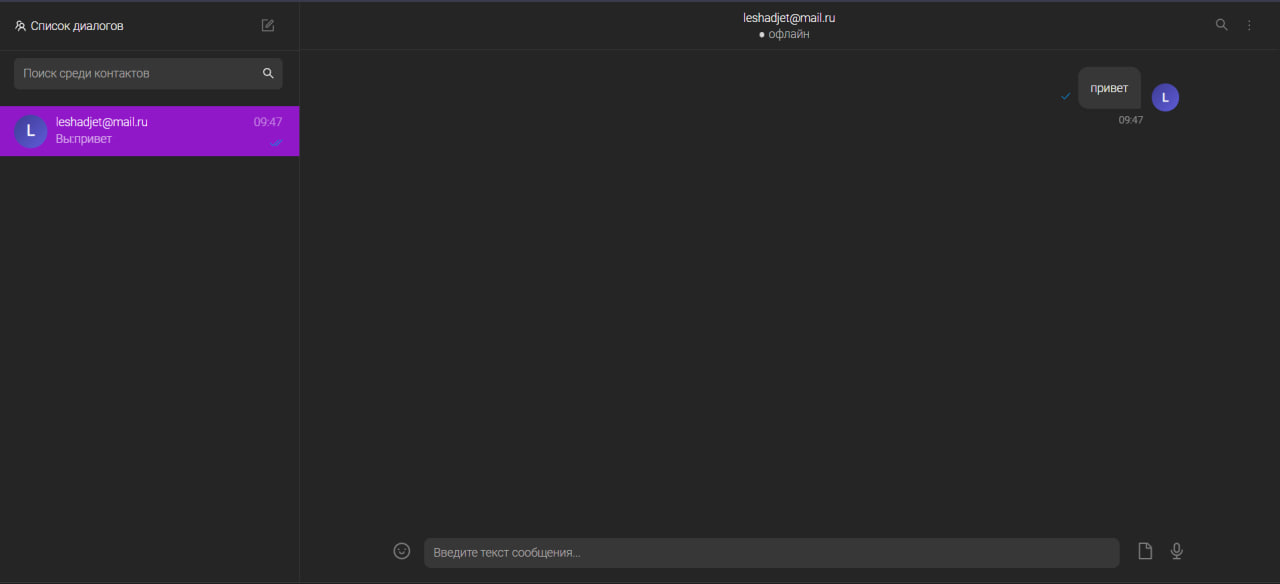 Список диалогов
Поиск среди контактов
L
leshadjet@mail.ru
09:47
Вы:привет
leshadjet@mail.ru
офлайн
привет
L
09:47
Введите текст сообщения...